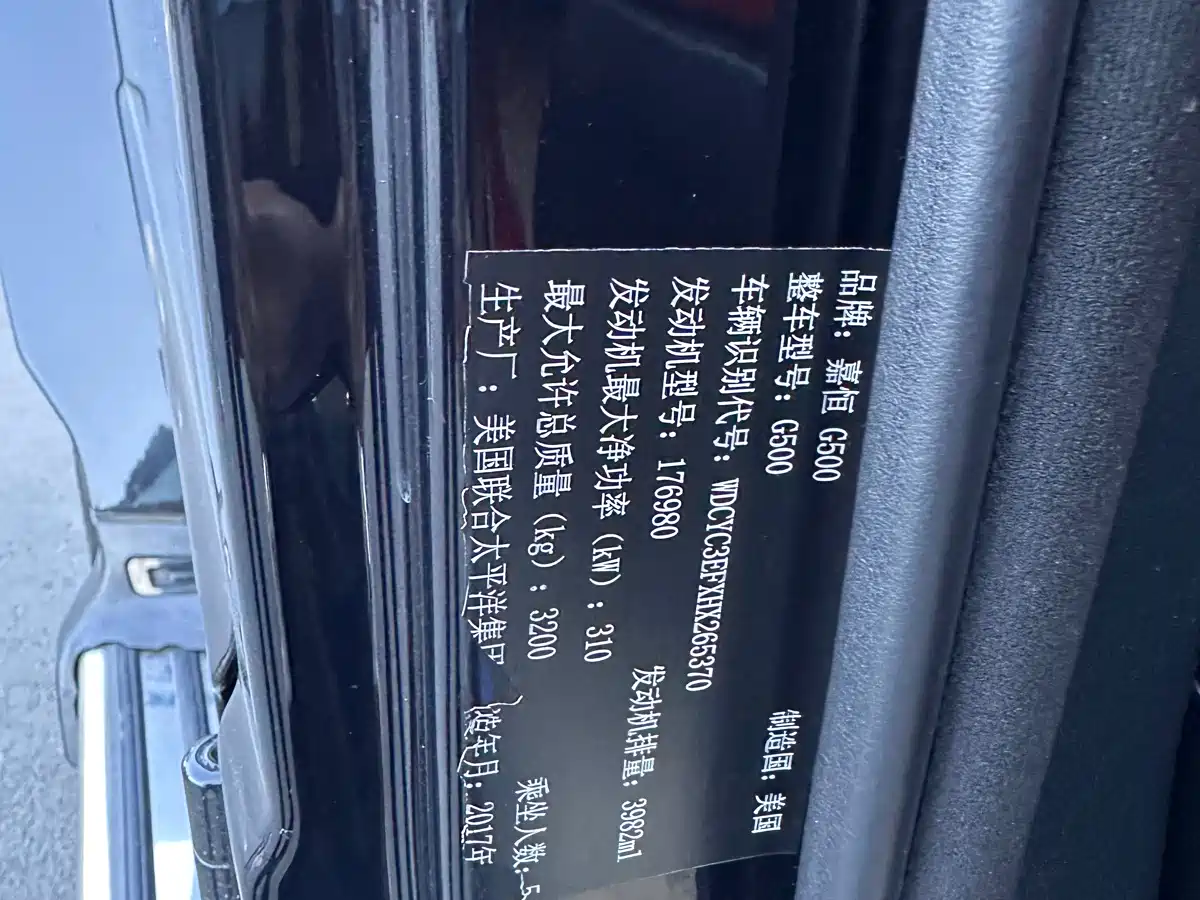 品牌：嘉恒 G500
整车型号：G500 制造国：美国
车辆识别代号：WDCYC3EFXHX265370
发动机型号：176980 发动机排量：3982ml
发动机最大净功率（kW）：310
最大允许总质量（kg）：3200 乘坐人数：5
生产厂：美国联合太平洋集 造年月：2017年